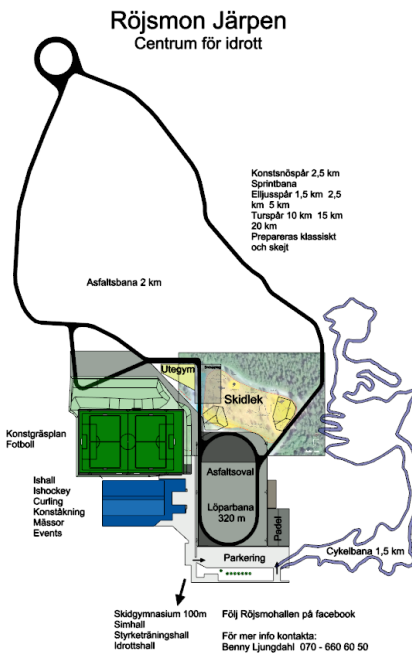 Röjsmon Järpen
Centrum för idrott
Konstsnöspår 2,5 km
Sprintbana
Elljusspår 1,5 km 2,5
km 5 km
Turspår 10 km 15 km
20 km
Prepareras klassiskt
och skejt
Asfaltsbana 2 km
Utegym
Skidlek
Konstgräsplan
Fotboll
Asfaltsoval
Löparbana
320 m
Ishall
Ishockey
Curling
Konståkning
Mässor
Events
Padel
Parkering
Cykelbana 1,5 km
Skidgymnasium 100m
Simhall
Styrketräningshall
Idrottshall
Följ Röjsmohallen på facebook
För mer info kontakta:
Benny Ljungdahl 070 - 660 60 50